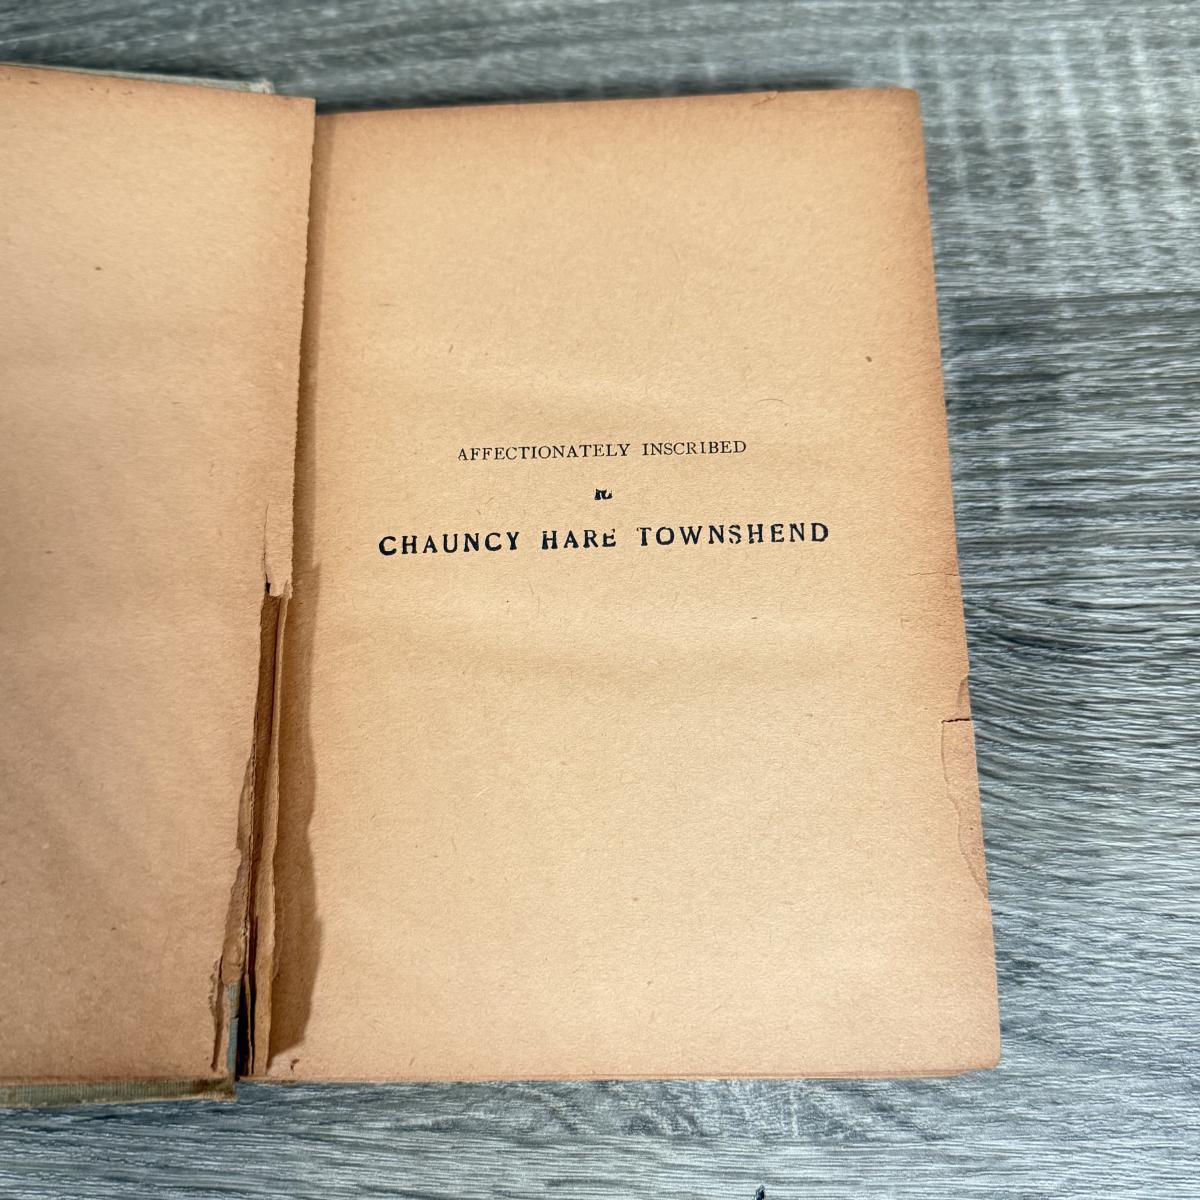 AFFECTIONATELY INSCRIBED
CHAUNCY HARE TOWNSHEND